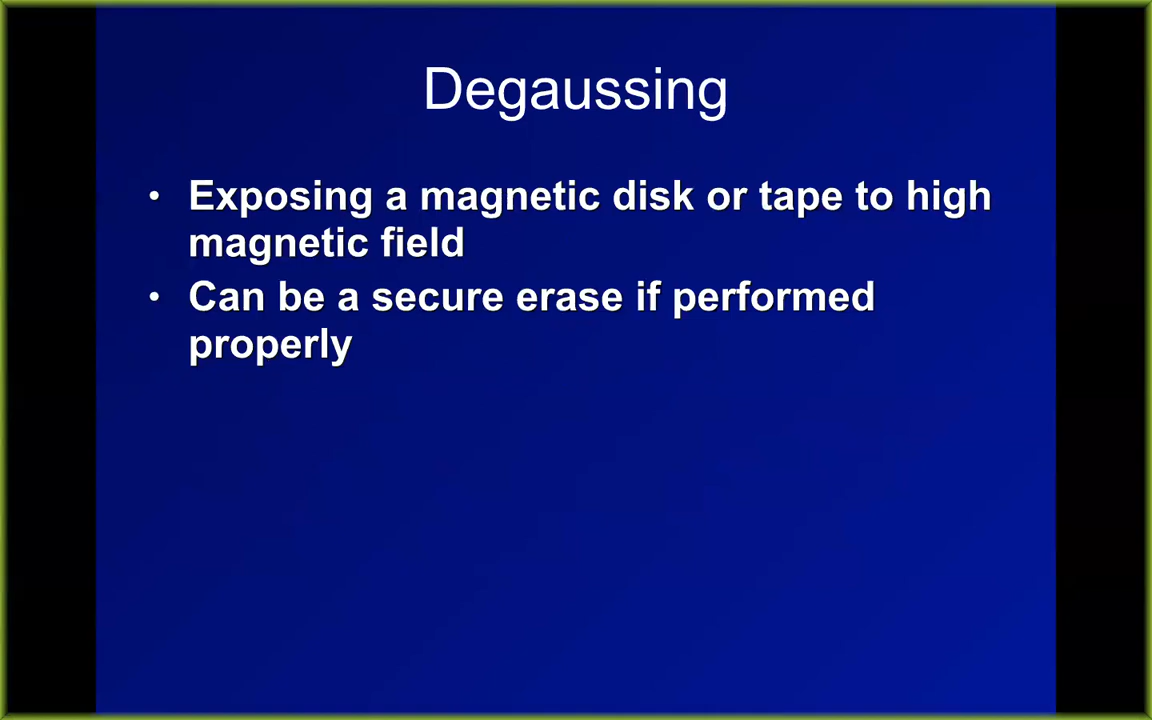 Degaussing
• Exposing a magnetic disk or tape to high
magnetic field
• Can be a secure erase if performed
properly